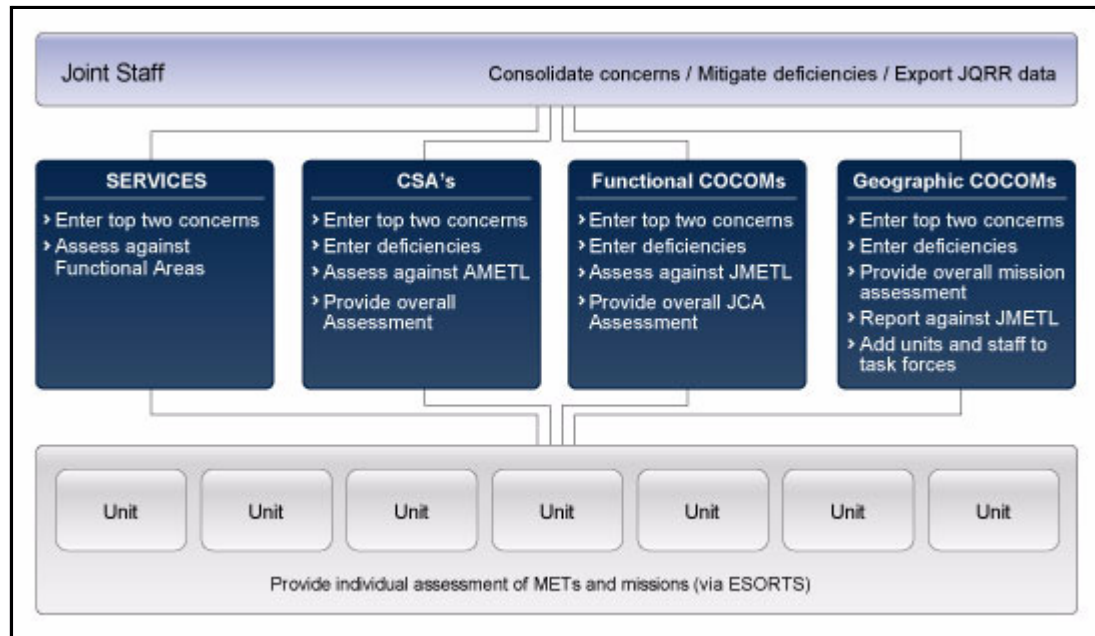 Joint Staff
Consolidate concerns / Mitigate deficiencies / Export JQRR data
SERVICES
› Enter top two concerns
› Assess against
Functional Areas
CSA's
› Enter top two concerns
› Enter deficiencies
› Assess against AMETL
› Provide overall
Assessment
Functional COCOMs
› Enter top two concerns
› Enter deficiencies
› Assess against JMETL
› Provide overall JCA
Assessment
Geographic COCOMs
› Enter top two concerns
› Enter deficiencies
› Provide overall mission
assessment
› Report against JMETL
› Add units and staff to
task forces
Unit
Unit
Unit
Unit
Unit
Unit
Unit
Provide individual assessment of METs and missions (via ESORTS)